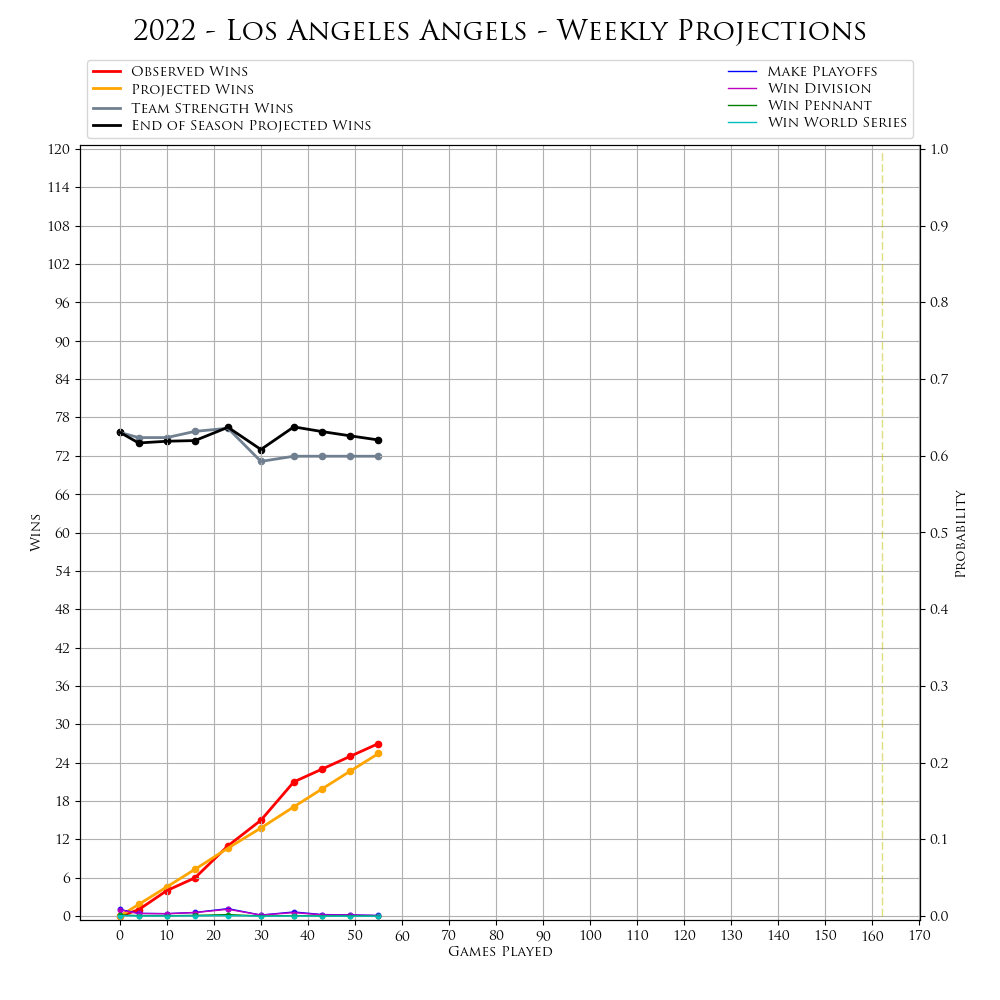 2022 - Los Angeles Angels - Weekly Projections
Observed Wins
Projected Wins
Team Strength Wins
End of Season Projected Wins
Make Playoffs
Win Division
Win Pennant
Win World Series
120
114
108
102
96
90
84
78
72
66
60
54
48
42
36
30
24
18
12
6
0
Wins
1.0
0.9
0.8
0.7
0.6
0.5
0.4
0.3
0.2
0.1
0.0
Probability
0 10 20 30 40 50 60 70 80 90 100 110 120 130 140 150 160 170
Games Played